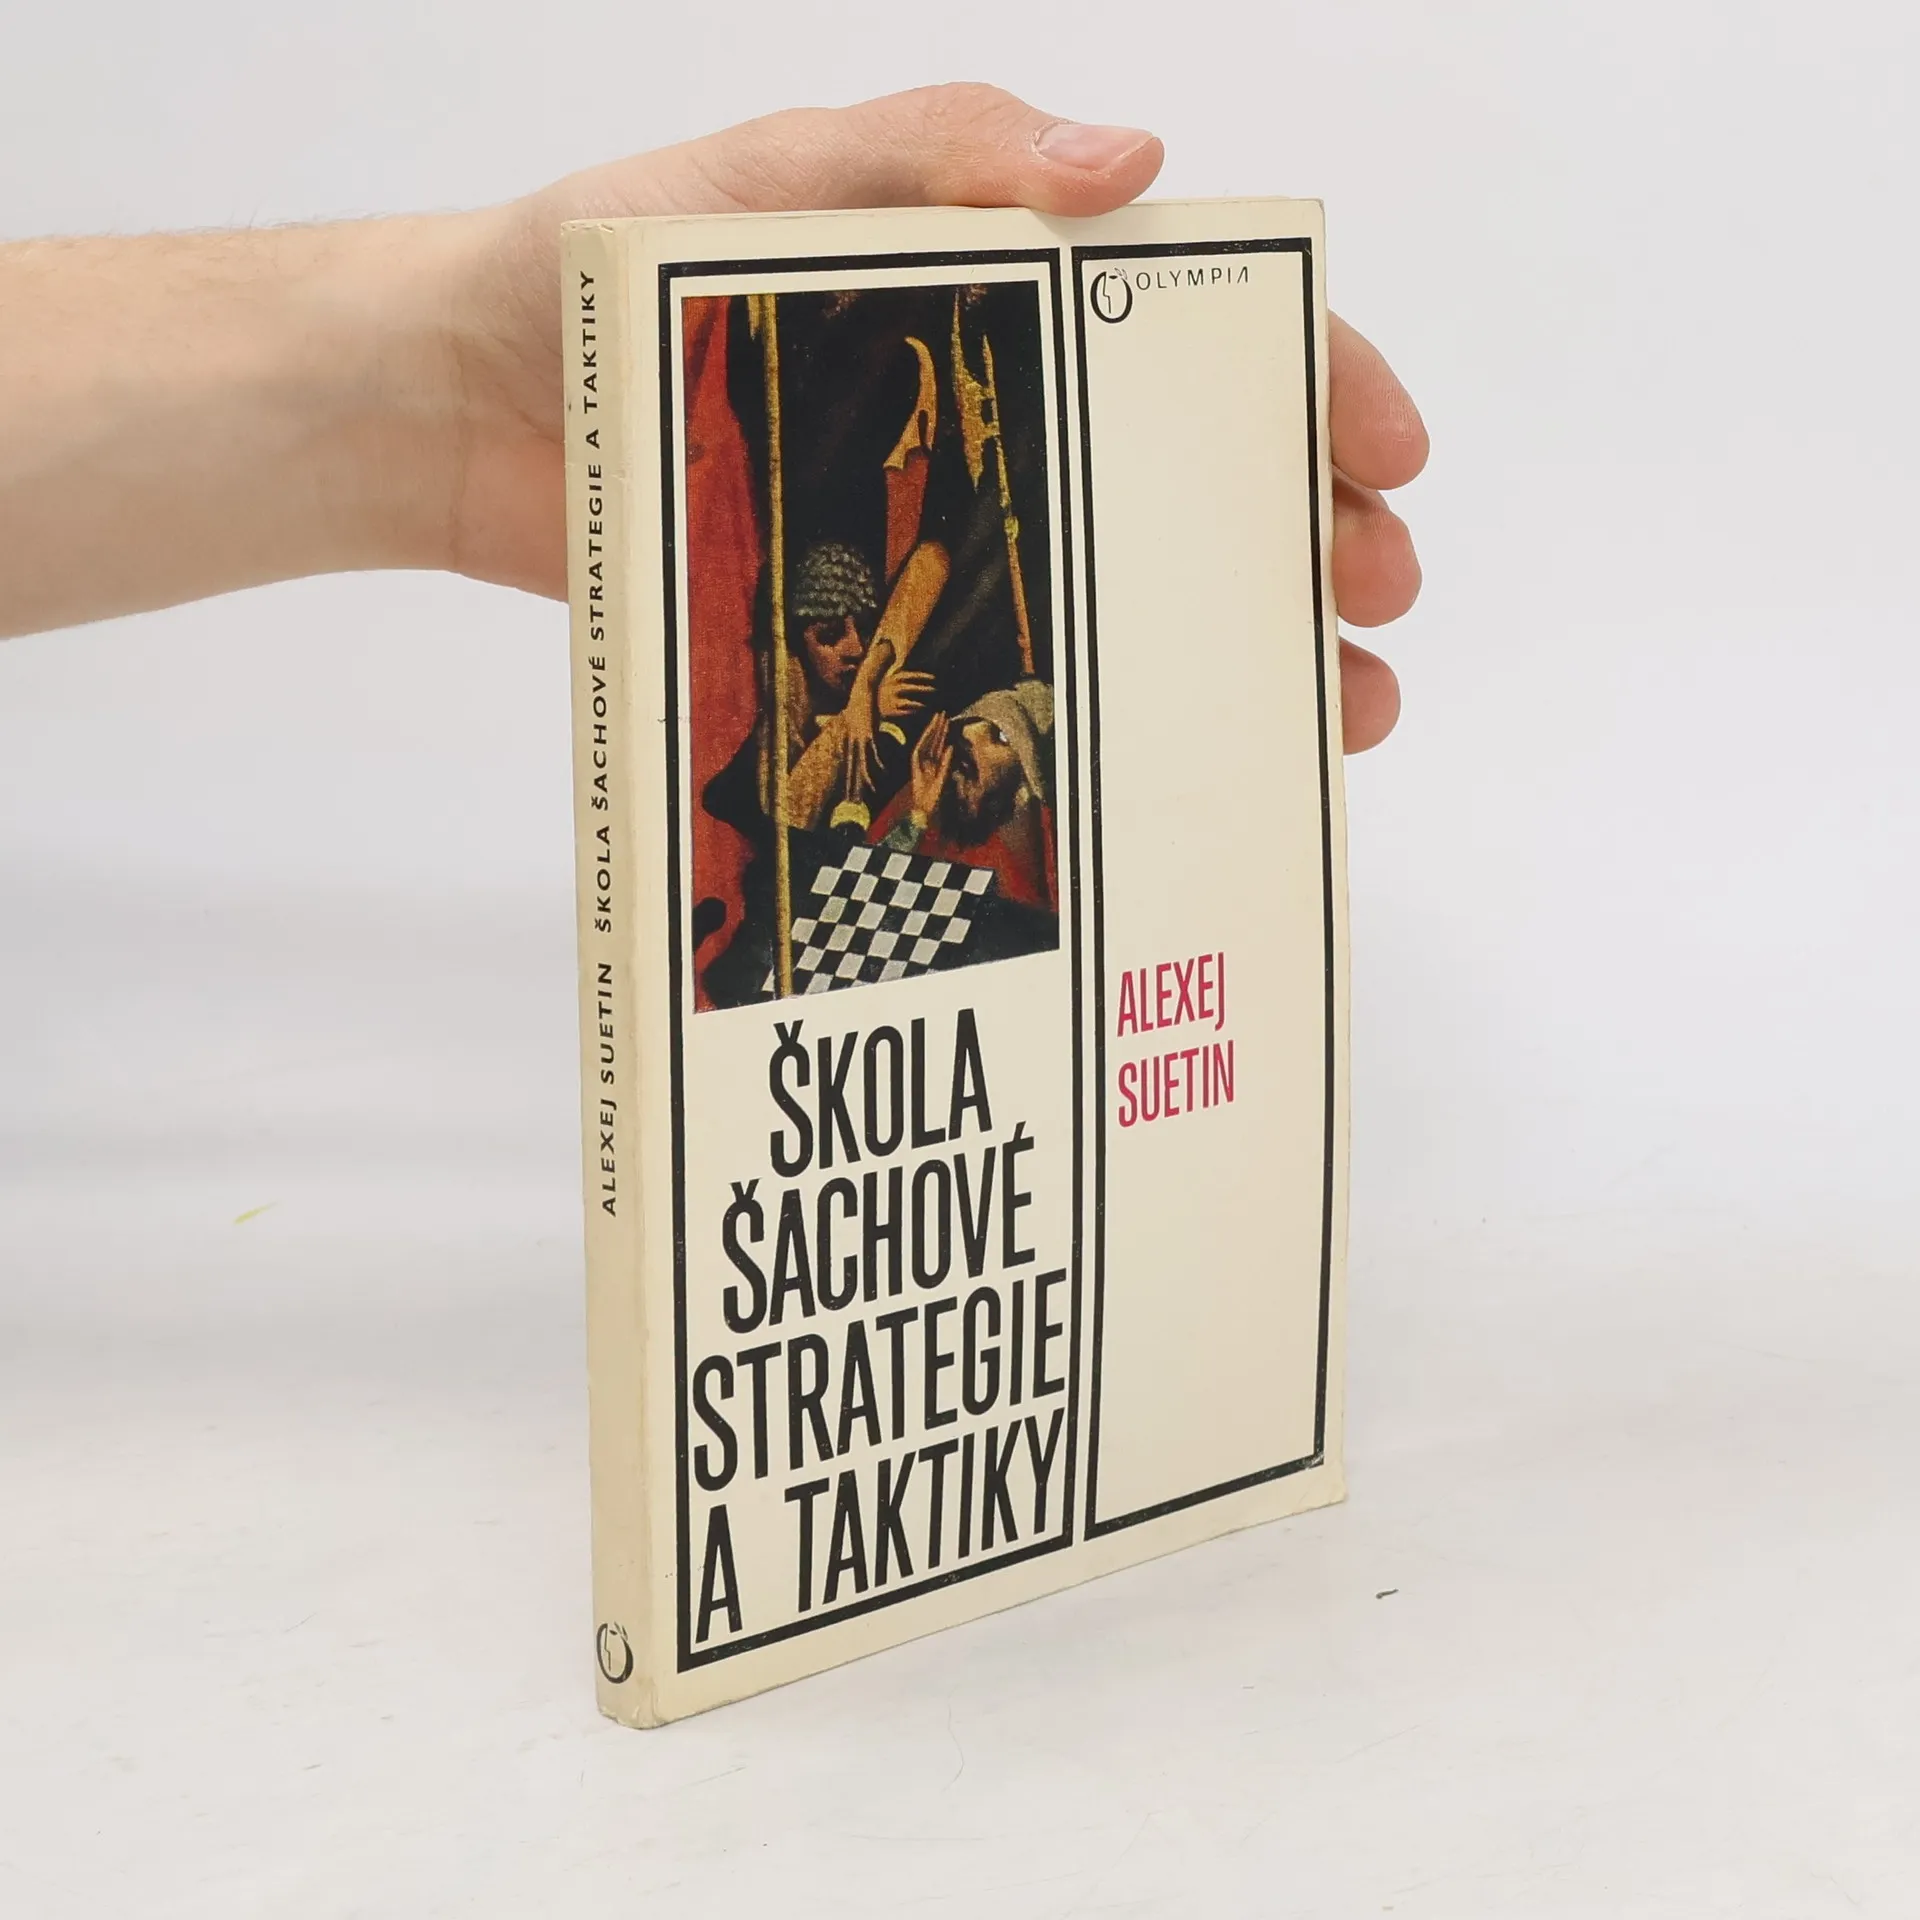 ALEXEJ SUETIN ŠKOLA ŠACHOVÉ STRATEGIE A TAKTIKY
OLYMPIA
ŠKOLA
ŠACHOVÉ
STRATEGIE
A TAKTIKY
ALEXEJ
SUETIN